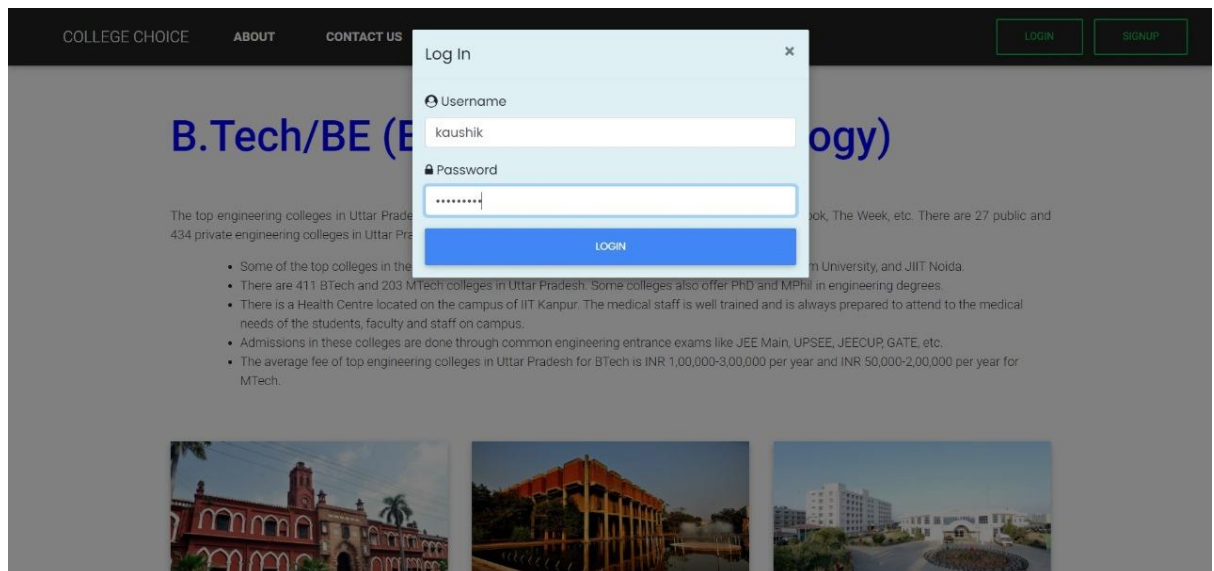 COLLEGE CHOICE ABOUT CONTACT US LOGIN SIGNUP
Log In ×
Username
kaushik
Password
•••••••••
LOGIN
B.Tech/BE (E ogy)
The top engineering colleges in Uttar Prade ook, The Week, etc. There are 27 public and
434 private engineering colleges in Uttar Pra
• Some of the top colleges in the m University, and JIIT Noida.
• There are 411 BTech and 203 MTech colleges in Uttar Pradesh. Some colleges also offer PhD and MPhil in engineering degrees.
• There is a Health Centre located on the campus of IIT Kanpur. The medical staff is well trained and is always prepared to attend to the medical
needs of the students, faculty and staff on campus.
• Admissions in these colleges are done through common engineering entrance exams like JEE Main, UPSEE, JEECUP, GATE, etc.
• The average fee of top engineering colleges in Uttar Pradesh for BTech is INR 1,00,000-3,00,000 per year and INR 50,000-2,00,000 per year for
MTech.